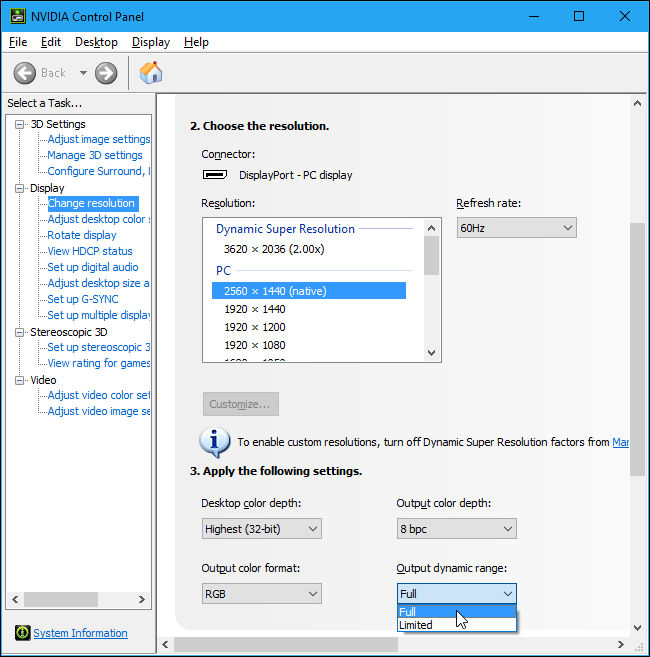 NVIDIA Control Panel
File Edit Desktop Display Help
Back
Select a Task...
3D Settings
Adjust image settings
Manage 3D settings
Configure Surround,
Display
Change resolution
Adjust desktop color
Rotate display
View HDCP status
Set up digital audio
Adjust desktop size a
Set up G-SYNC
Set up multiple display
Stereoscopic 3D
Set up stereoscopic 3
View rating for games
Video
Adjust video color set
Adjust video image se
System Information
2. Choose the resolution.
Connector:
DisplayPort - PC display
Resolution:
Dynamic Super Resolution
3620 × 2036 (2.00x)
PC
2560 × 1440 (native)
1920 × 1440
1920 × 1200
1920 × 1080
Refresh rate:
60Hz
Customize...
To enable custom resolutions, turn off Dynamic Super Resolution factors from Mar
3. Apply the following settings.
Desktop color depth:
Highest (32-bit)
Output color depth:
8 bpc
Output color format:
RGB
Output dynamic range:
Full
Full
Limited